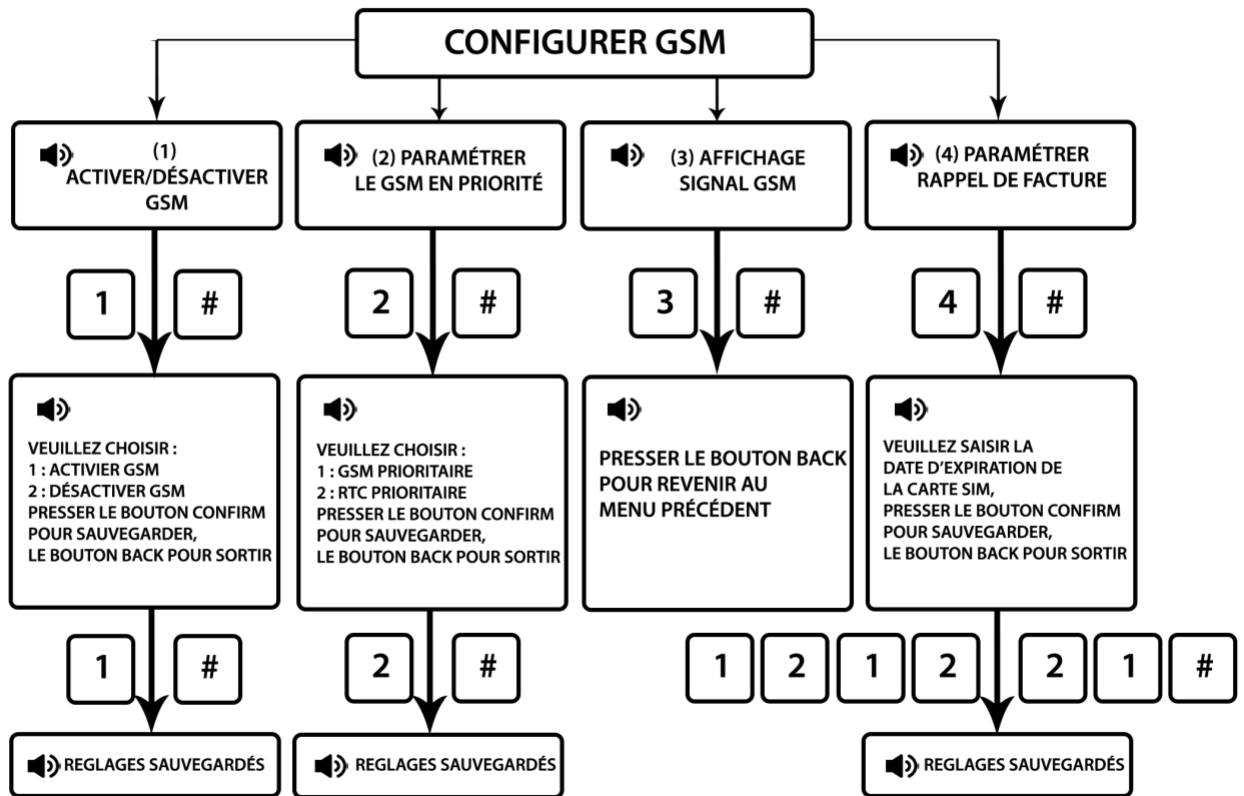 CONFIGURER GSM
(1)
ACTIVER/DÉSACTIVER
GSM
(2) PARAMÉTRER
LE GSM EN PRIORITÉ
(3) AFFICHAGE
SIGNAL GSM
(4) PARAMÉTRER
RAPPEL DE FACTURE
1 #
2 #
3 #
4 #
VEUILLEZ CHOISIR :
1 : ACTIVIER GSM
2 : DÉSACTIVER GSM
PRESSER LE BOUTON CONFIRM
POUR SAUVEGARDER,
LE BOUTON BACK POUR SORTIR
VEUILLEZ CHOISIR :
1 : GSM PRIORITAIRE
2 : RTC PRIORITAIRE
PRESSER LE BOUTON CONFIRM
POUR SAUVEGARDER,
LE BOUTON BACK POUR SORTIR
PRESSER LE BOUTON BACK
POUR REVENIR AU
MENU PRÉCÉDENT
VEUILLEZ SAISIR LA
DATE D'EXPIRATION DE
LA CARTE SIM,
PRESSER LE BOUTON CONFIRM
POUR SAUVEGARDER,
LE BOUTON BACK POUR SORTIR
1 #
2 #
1 2 1 2 2 1 #
REGLAGES SAUVEGARDÉS
REGLAGES SAUVEGARDÉS
REGLAGES SAUVEGARDÉS